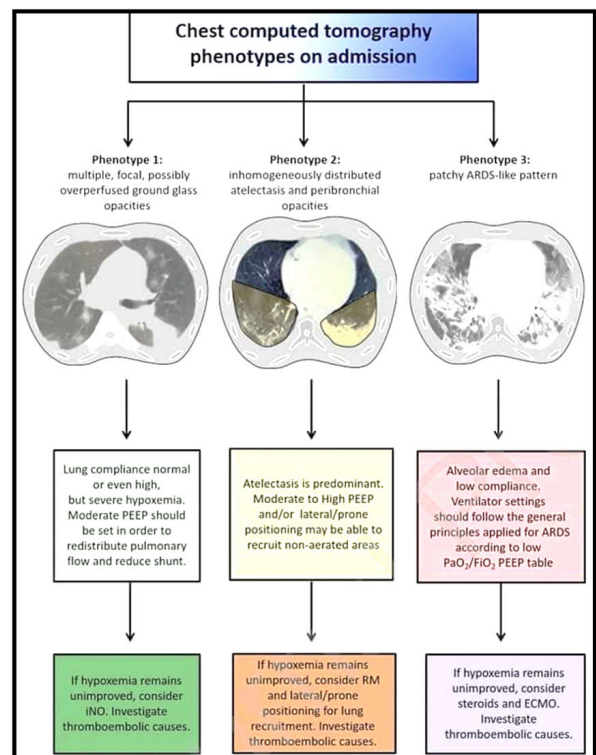 Chest computed tomography
phenotypes on admission
Phenotype 1:
multiple, focal, possibly
overperfused ground glass
opacities
Phenotype 2:
inhomogeneously distributed
atelectasis and peribronchial
opacities
Phenotype 3:
patchy ARDS-like pattern
Lung compliance normal
or even high,
but severe hypoxemia.
Moderate PEEP should
be set in order to
redistribute pulmonary
flow and reduce shunt.
Atelectasis is predominant.
Moderate to High PEEP
and/or lateral/prone
positioning may be able to
recruit non-aerated areas
Alveolar edema and
low compliance.
Ventilator settings
should follow the general
principles applied for ARDS
according to low
PaO₂/FiO₂ PEEP table
If hypoxemia remains
unimproved, consider
iNO. Investigate
thromboembolic causes.
If hypoxemia remains
unimproved, consider RM
and lateral/prone
positioning for lung
recruitment. Investigate
thromboembolic causes.
If hypoxemia remains
unimproved, consider
steroids and ECMO.
Investigate
thromboembolic causes.